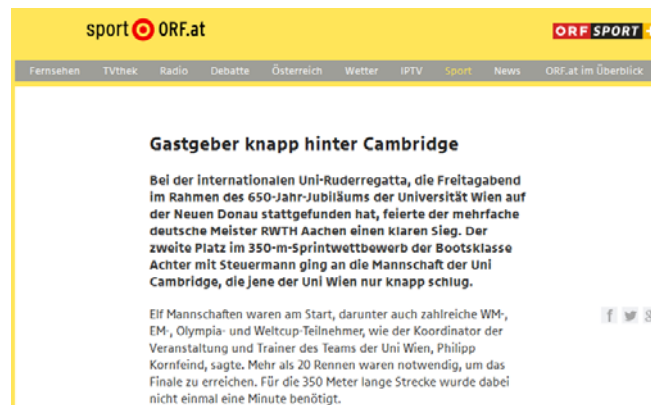 sport ORF.at
ORF SPORT +
Fernsehen TVthek Radio Debatte Österreich Wetter IPTV Sport News ORF.at im Überblick
Gastgeber knapp hinter Cambridge
Bei der internationalen Uni-Ruderregatta, die Freitagabend
im Rahmen des 650-Jahr-Jubiläums der Universität Wien auf
der Neuen Donau stattgefunden hat, feierte der mehrfache
deutsche Meister RWTH Aachen einen klaren Sieg. Der
zweite Platz im 350-m-Sprintwettbewerb der Bootsklasse
Achter mit Steuermann ging an die Mannschaft der Uni
Cambridge, die jene der Uni Wien nur knapp schlug.
Elf Mannschaften waren am Start, darunter auch zahlreiche WM-,
EM-, Olympia- und Weltcup-Teilnehmer, wie der Koordinator der
Veranstaltung und Trainer des Teams der Uni Wien, Philipp
Kornfeind, sagte. Mehr als 20 Rennen waren notwendig, um das
Finale zu erreichen. Für die 350 Meter lange Strecke wurde dabei
nicht einmal eine Minute benötigt.